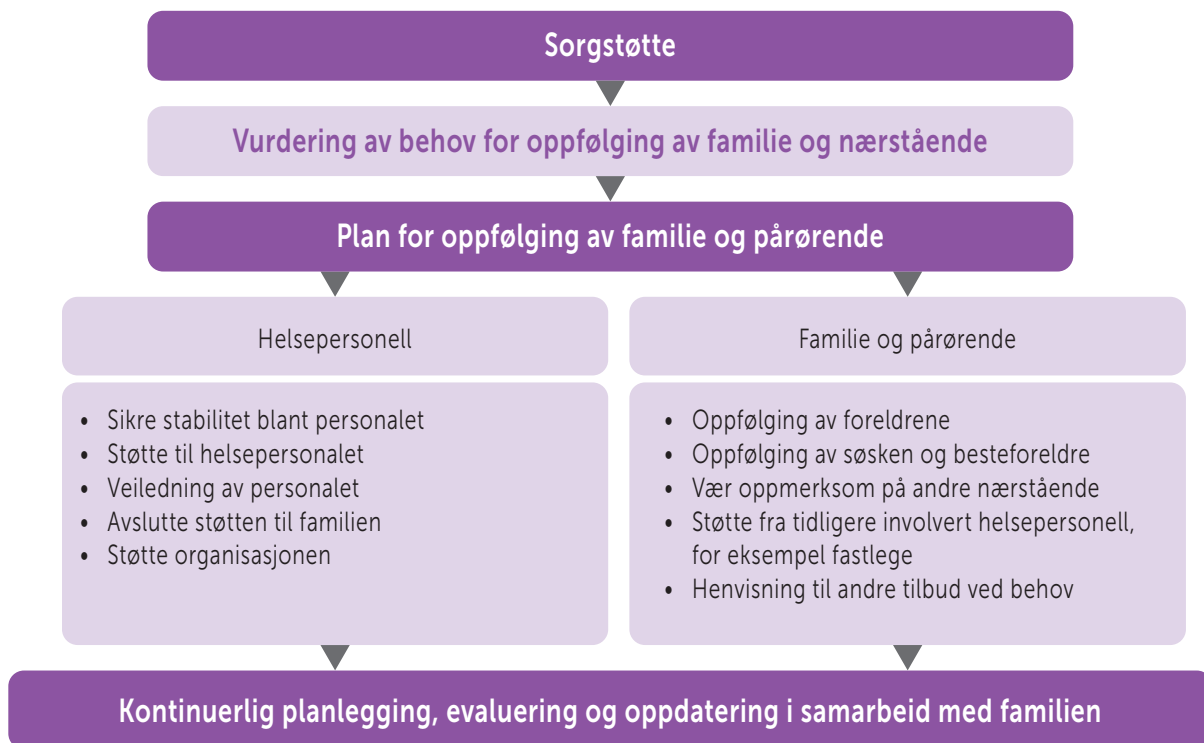 Sorgstøtte
Vurdering av behov for oppfølging av familie og nærstående
Plan for oppfølging av familie og pårørende
Helsepersonell
• Sikre stabilitet blant personalet
• Støtte til helsepersonalet
• Veiledning av personalet
• Avslutte støtten til familien
• Støtte organisasjonen
Familie og pårørende
• Oppfølging av foreldrene
• Oppfølging av søsken og besteforeldre
• Vær oppmerksom på andre nærstående
• Støtte fra tidligere involvert helsepersonell,
for eksempel fastlege
• Henvisning til andre tilbud ved behov
Kontinuerlig planlegging, evaluering og oppdatering i samarbeid med familien